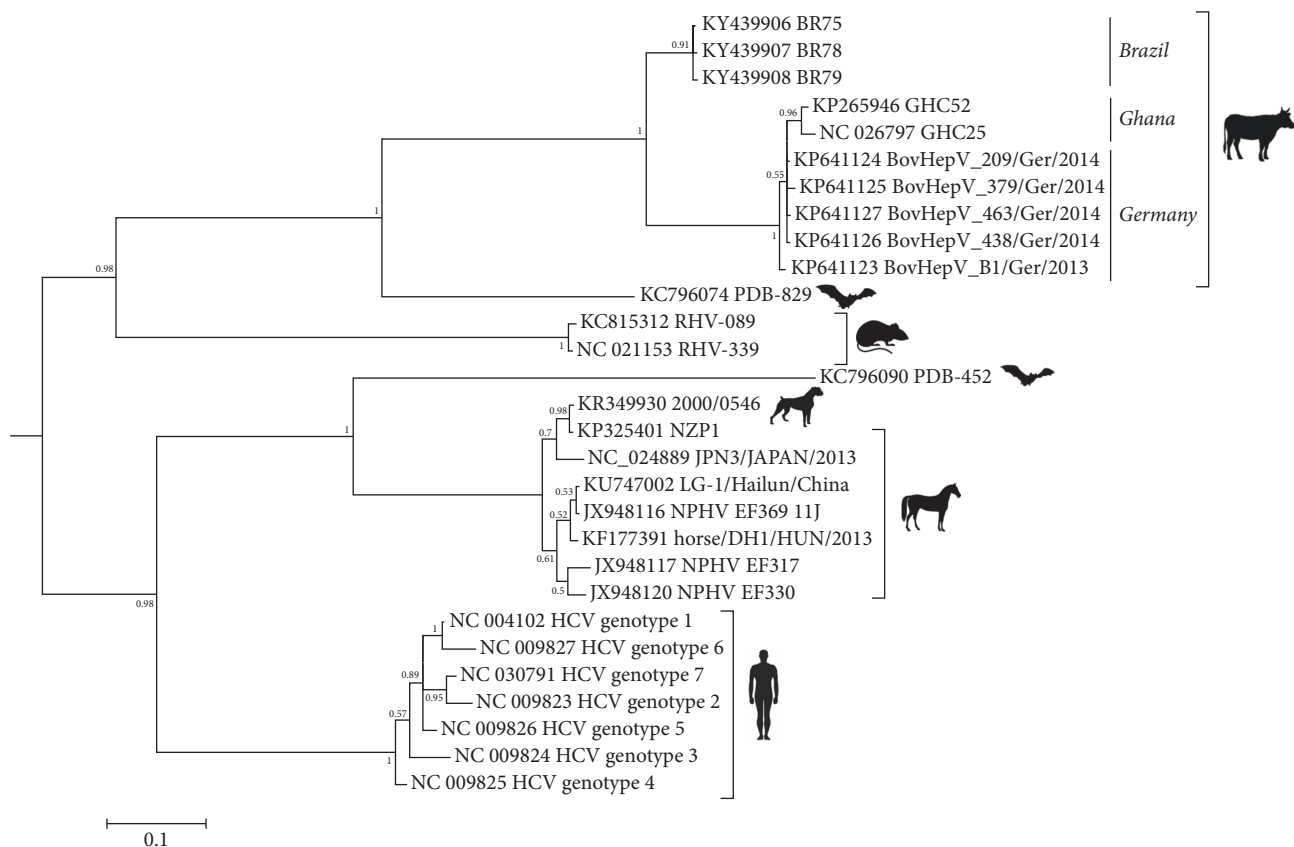 KY439906 BR75
0.91
KY439907 BR78
Brazil
KY439908 BR79
KP265946 GHC52
0.96
Ghana
1
NC 026797 GHC25
KP641124 BovHepV_209/Ger/2014
0.55
KP641125 BovHepV_379/Ger/2014
1
KP641127 BovHepV_463/Ger/2014
Germany
1
KP641126 BovHepV_438/Ger/2014
0.98
KP641123 BovHepV_B1/Ger/2013
KC796074 PDB-829
KC815312 RHV-089
1
NC 021153 RHV-339
KC796090 PDB-452
KR349930 2000/0546
0.98
1
KP325401 NZP1
0.7
NC_024889 JPN3/JAPAN/2013
KU747002 LG-1/Hailun/China
0.53
JX948116 NPHV EF369 11J
0.52
KF177391 horse/DH1/HUN/2013
0.61
JX948117 NPHV EF317
0.5
JX948120 NPHV EF330
0.98
NC 004102 HCV genotype 1
1
NC 009827 HCV genotype 6
0.89
NC 030791 HCV genotype 7
0.95
NC 009823 HCV genotype 2
0.57
NC 009826 HCV genotype 5
NC 009824 HCV genotype 3
1
NC 009825 HCV genotype 4
0.1